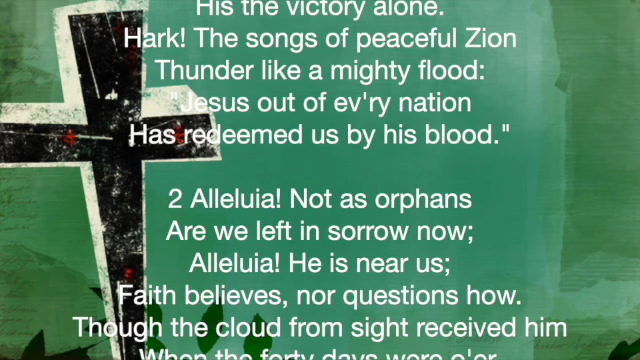 His the victory alone.
Hark! The songs of peaceful Zion
Thunder like a mighty flood:
"Jesus out of ev'ry nation
Has redeemed us by his blood."
2 Alleluia! Not as orphans
Are we left in sorrow now;
Alleluia! He is near us;
Faith believes, nor questions how.
Though the cloud from sight received him
When the forty days were o'er